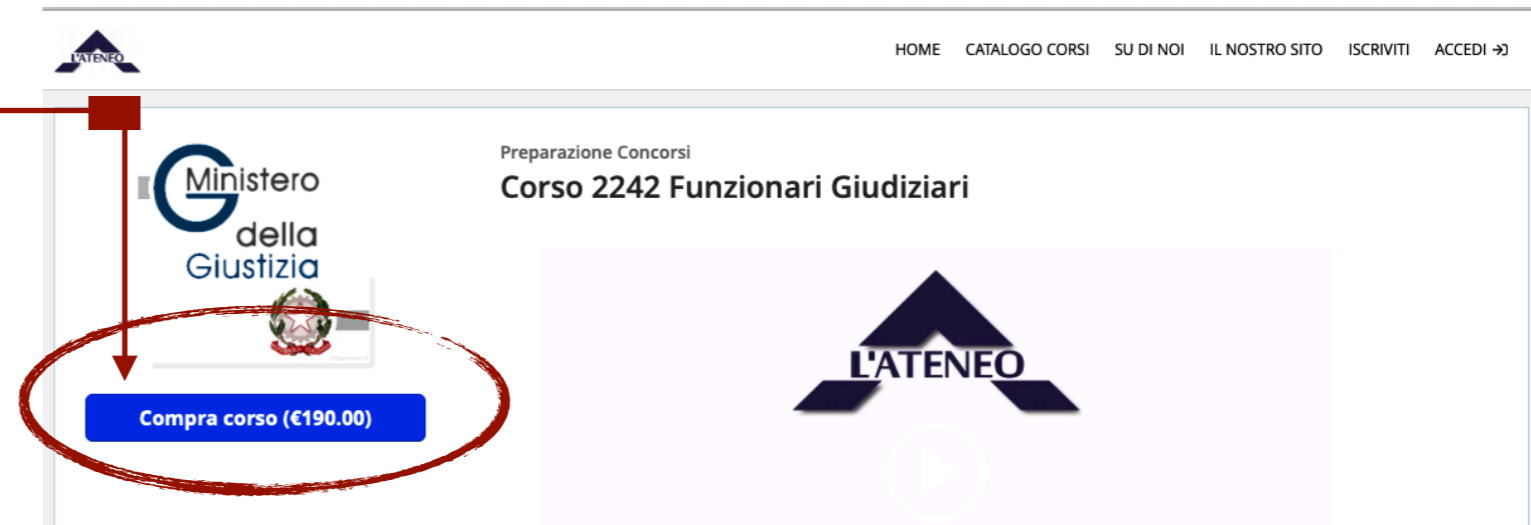 L'ATENEO
HOME CATALOGO CORSI SU DI NOI IL NOSTRO SITO ISCRIVITI ACCEDI
Ministero
della
Giustizia
Preparazione Concorsi
Corso 2242 Funzionari Giudiziari
L'ATENEO
Compra corso (€190.00)